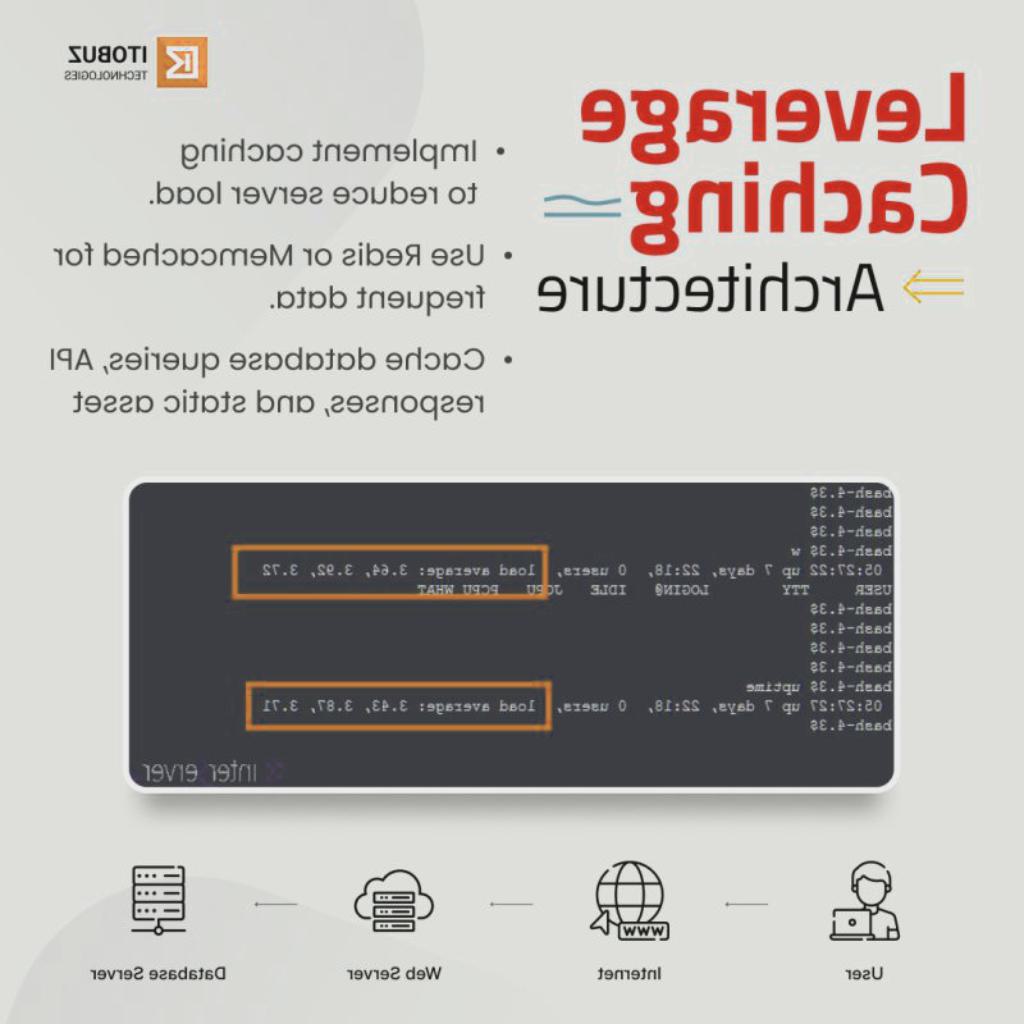 Leverage
Caching
Architecture
ITOBUZ
TECHNOLOGIES
• Implement caching
to reduce server load.
• Use Redis or Memcached for
frequent data.
• Cache database queries, API
responses, and static asset
bash-4.3$
bash-4.3$
bash-4.3$
bash-4.3$ w
05:27:22 up 7 days, 22:18, 0 users, load average: 3.64, 3.92, 3.72
USER TTY LOGIN@ IDLE JCPU PCPU WHAT
bash-4.3$
bash-4.3$
bash-4.3$
bash-4.3$
bash-4.3$ uptime
05:27:27 up 7 days, 22:18, 0 users, load average: 3.43, 3.87, 3.71
bash-4.3$
inter server
WWW
User
Internet
Web Server
Database Server